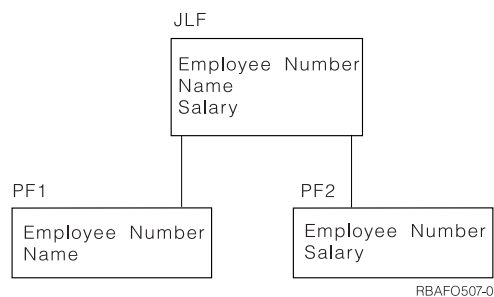 JLF
Employee Number
Name
Salary
PF1
Employee Number
Name
PF2
Employee Number
Salary
RBAFO507-0